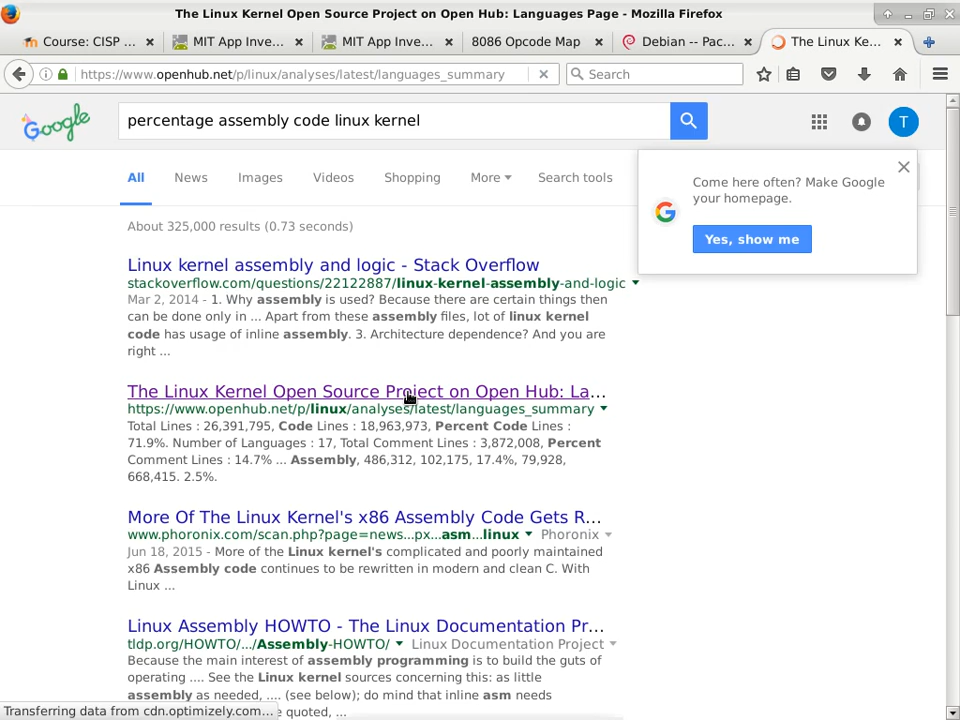 The Linux Kernel Open Source Project on Open Hub: Languages Page - Mozilla Firefox
Course: CISP ...
MIT App Inve...
MIT App Inve...
8086 Opcode Map
Debian -- Pac...
The Linux Ke...
https://www.openhub.net/p/linux/analyses/latest/languages_summary
Search
Google
percentage assembly code linux kernel
T
All
News
Images
Videos
Shopping
More
Search tools
Come here often? Make Google
your homepage.
Yes, show me
About 325,000 results (0.73 seconds)
Linux kernel assembly and logic - Stack Overflow
stackoverflow.com/questions/22122887/linux-kernel-assembly-and-logic
Mar 2, 2014 - 1. Why assembly is used? Because there are certain things then
can be done only in ... Apart from these assembly files, lot of linux kernel
code has usage of inline assembly. 3. Architecture dependence? And you are
right ...
The Linux Kernel Open Source Project on Open Hub: La...
https://www.openhub.net/p/linux/analyses/latest/languages_summary
Total Lines : 26,391,795, Code Lines : 18,963,973, Percent Code Lines :
71.9%. Number of Languages : 17, Total Comment Lines : 3,872,008, Percent
Comment Lines : 14.7% ... Assembly, 486,312, 102,175, 17.4%, 79,928,
668,415. 2.5%.
More Of The Linux Kernel's x86 Assembly Code Gets R...
www.phoronix.com/scan.php?page=news...px...asm...linux
Phoronix
Jun 18, 2015 - More of the Linux kernel's complicated and poorly maintained
x86 Assembly code continues to be rewritten in modern and clean C. With
Linux ...
Linux Assembly HOWTO - The Linux Documentation Pr...
tldp.org/HOWTO/.../Assembly-HOWTO/
Linux Documentation Project
Because the main interest of assembly programming is to build the guts of
operating .... See the Linux kernel sources concerning this: as little
assembly as needed, .... (see below); do mind that inline asm needs
e quoted, ...
Transferring data from cdn.optimizely.com...